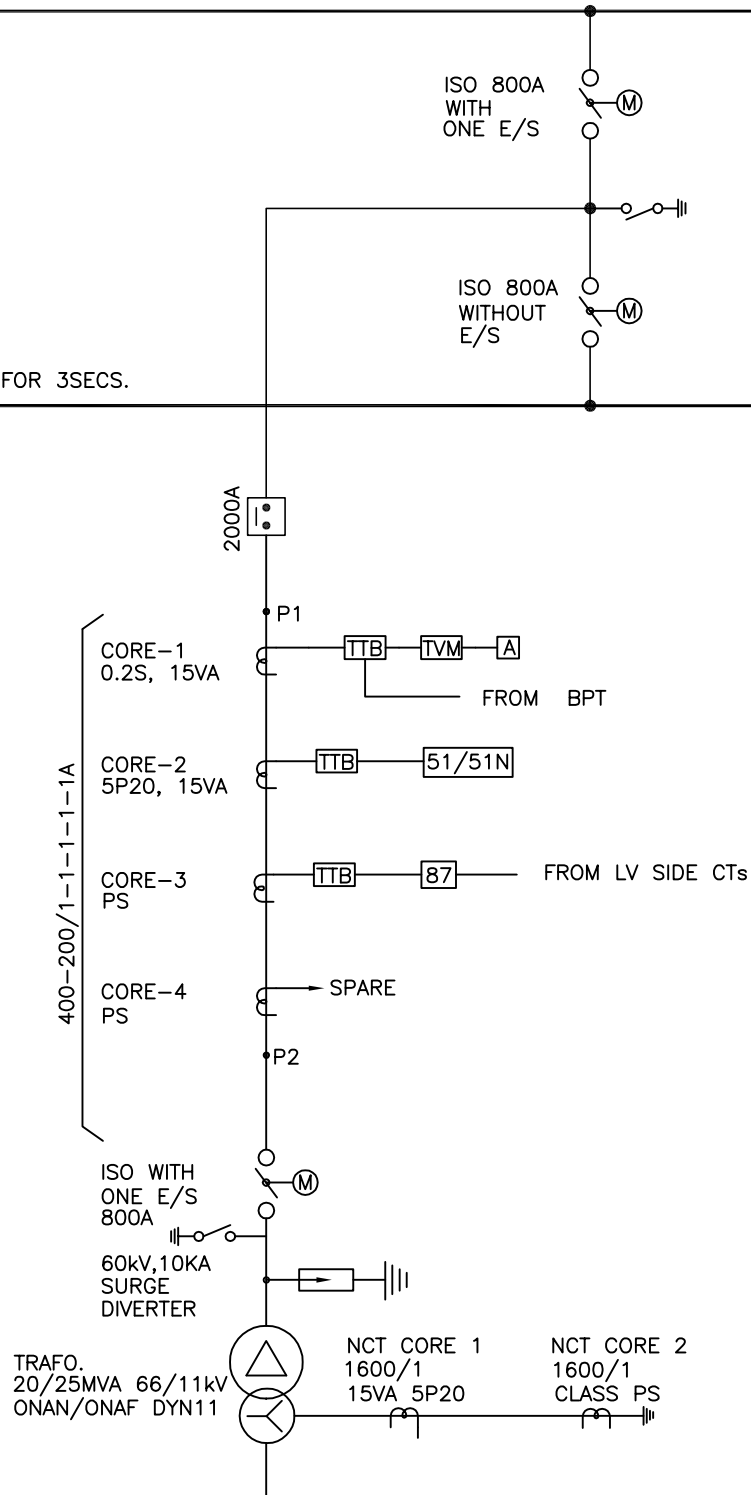 ISO 800A
WITH
ONE E/S
M
ISO 800A
WITHOUT
E/S
M
FOR 3SECS.
2000A
P1
CORE-1
0.2S, 15VA
TTB
TVM
A
FROM BPT
CORE-2
5P20, 15VA
TTB
51/51N
400-200/1-1-1-1-1-1A
CORE-3
PS
TTB
87
FROM LV SIDE CTs
CORE-4
PS
SPARE
P2
ISO WITH
ONE E/S
800A
M
60kV,10KA
SURGE
DIVERTER
TRAFO.
20/25MVA 66/11kV
ONAN/ONAF DYN11
NCT CORE 1
1600/1
15VA 5P20
NCT CORE 2
1600/1
CLASS PS